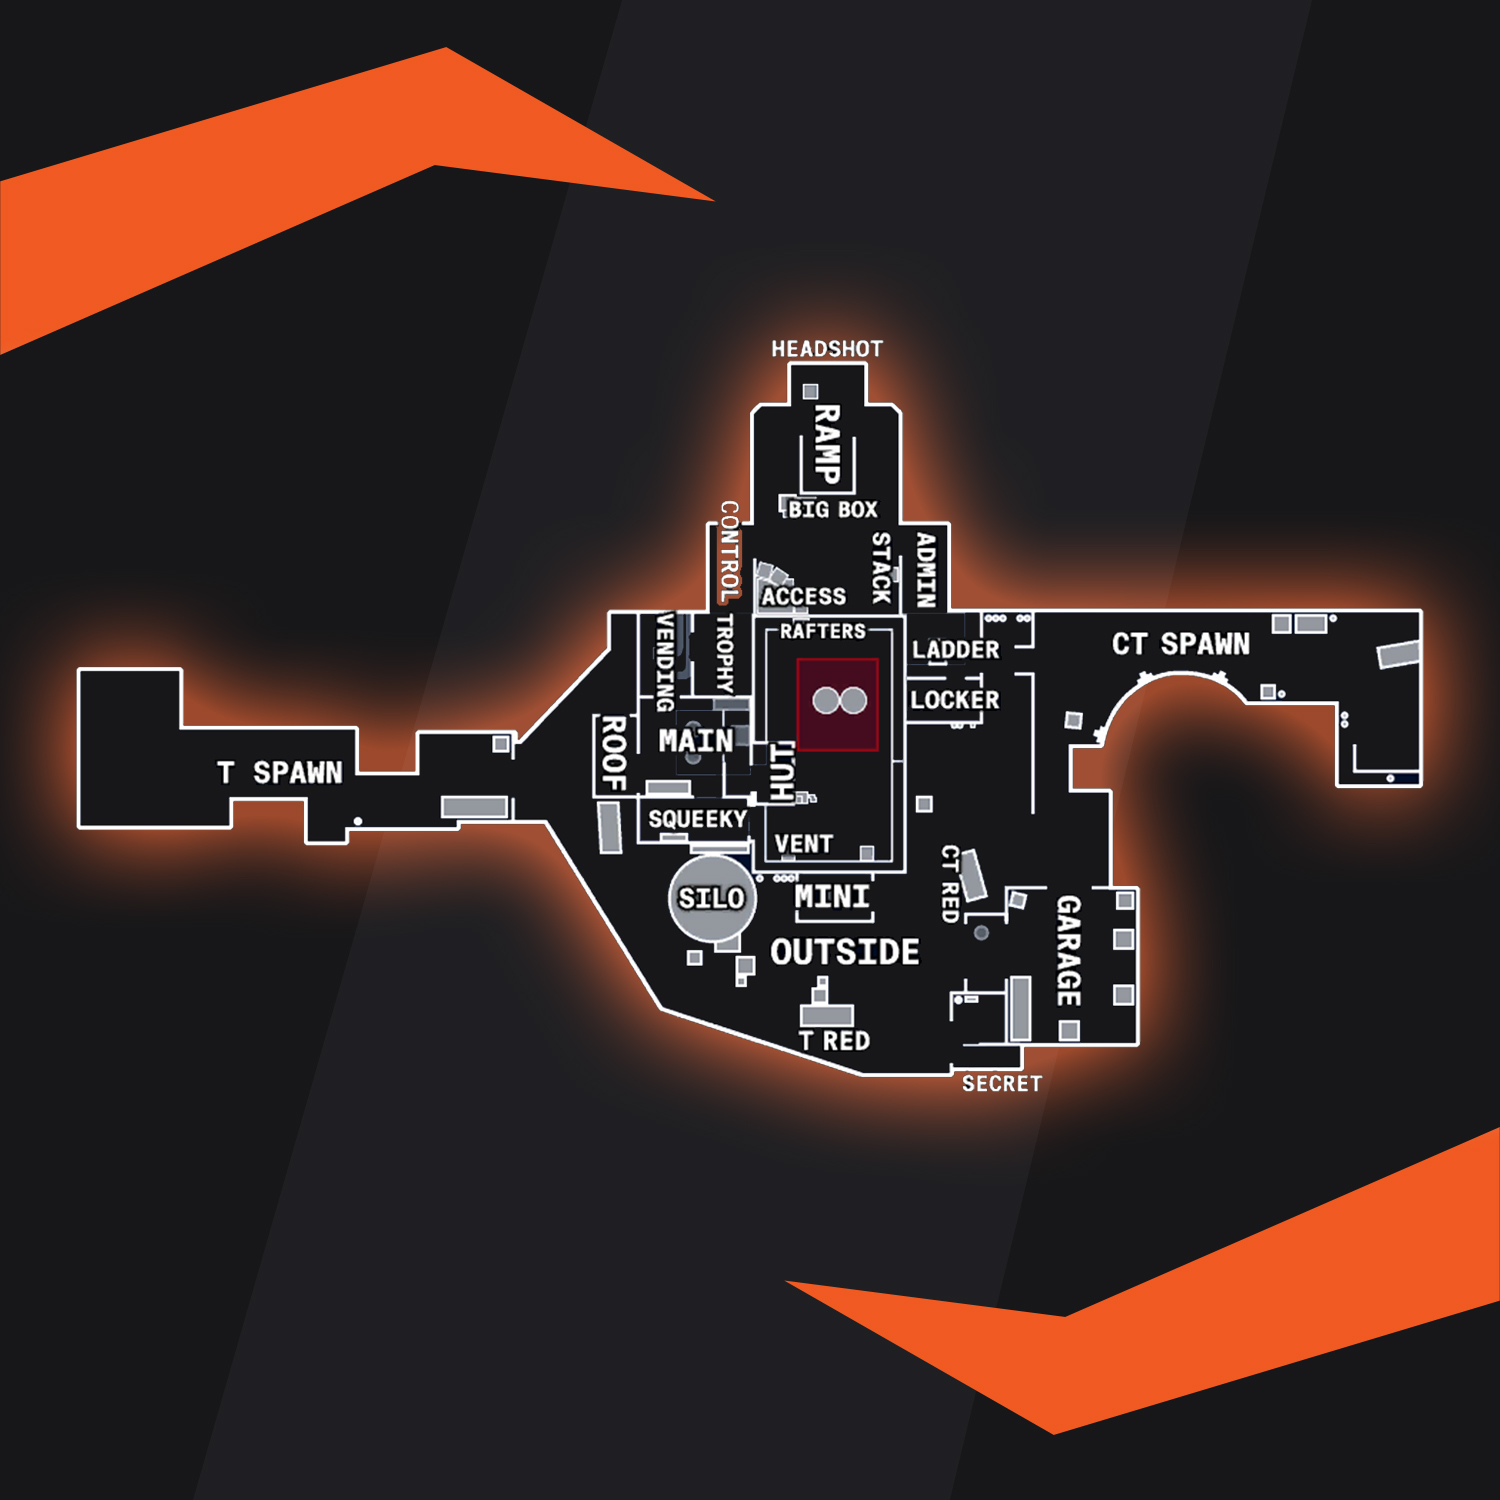 HEADSHOT
RAMP
BIG BOX
CONTROL
STACK
ADMIN
ACCESS
RAFTERS
VENDING
TROPHY
LADDER
CT SPAWN
LOCKER
ROOF
MAIN
HUT
T SPAWN
SQUEEKY
VENT
CT RED
SILO
MINI
GARAGE
OUTSIDE
T RED
SECRET